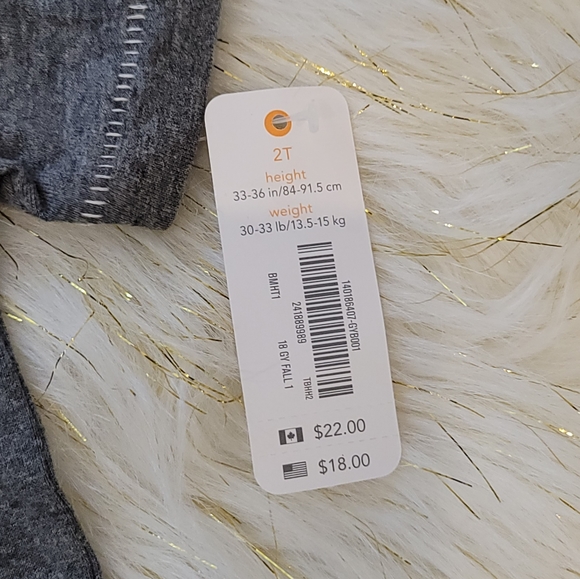 2T
height
33-36 in/84-91.5 cm
weight
30-33 lb/13.5-15 kg
140186407-GYB001
TBHH2
241889989
BMHT1
18 GY FALL 1
$22.00
$18.00